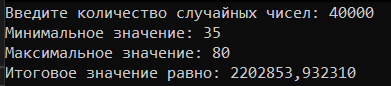 Введите количество случайных чисел: 40000
Минимальное значение: 35
Максимальное значение: 80
Итоговое значение равно: 2202853,932310